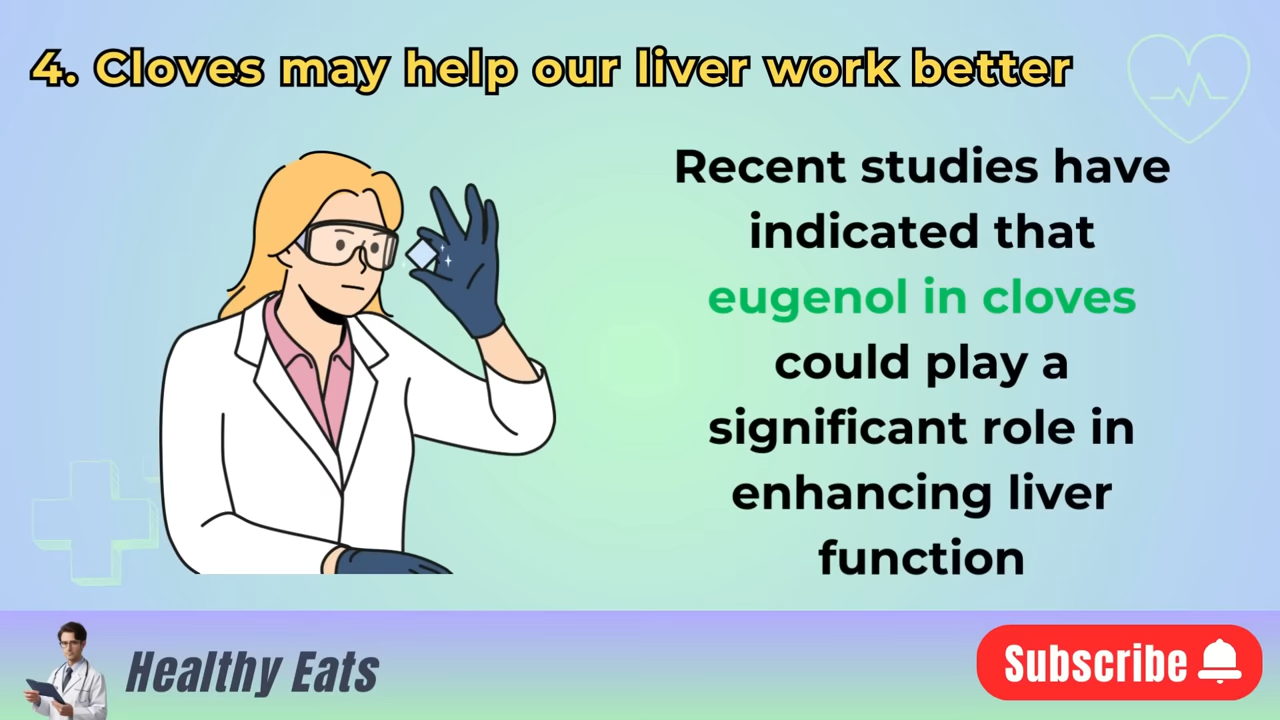 4. Cloves may help our liver work better
Recent studies have
indicated that
eugenol in cloves
could play a
significant role in
enhancing liver
function
Healthy Eats
Subscribe